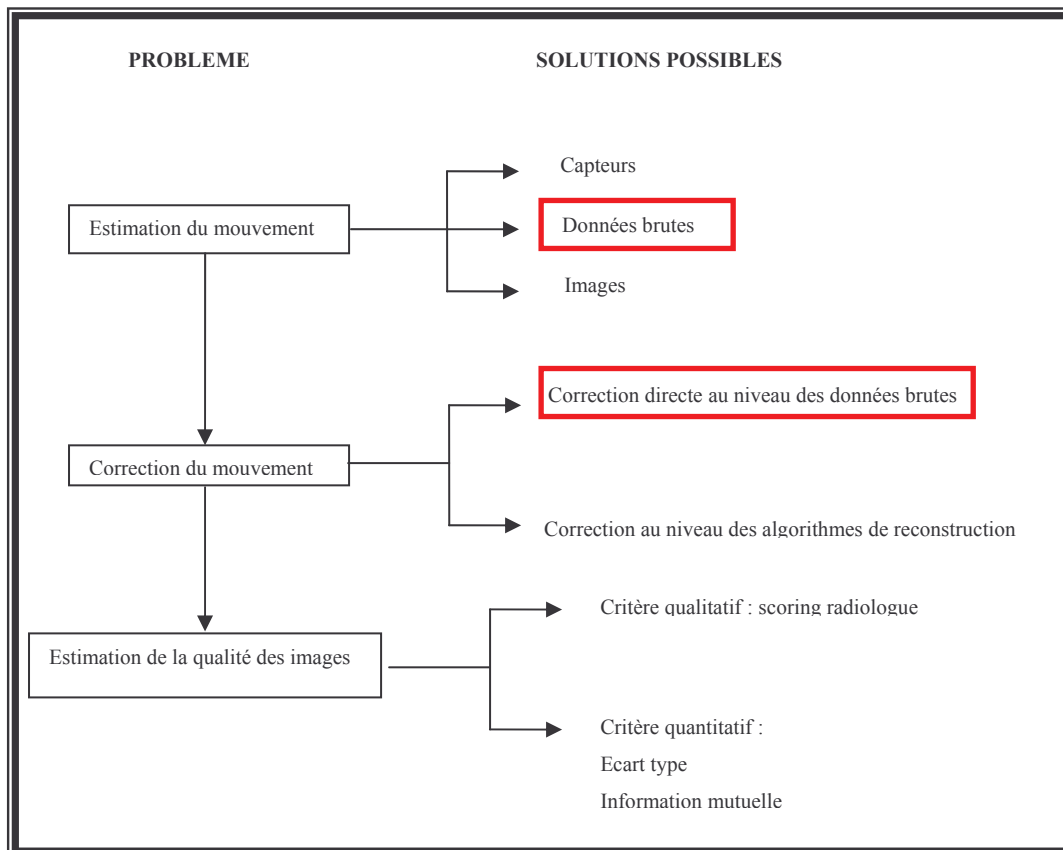 PROBLEME
SOLUTIONS POSSIBLES
Capteurs
Estimation du mouvement
Données brutes
Images
Correction directe au niveau des données brutes
Correction du mouvement
Correction au niveau des algorithmes de reconstruction
Critère qualitatif : scoring radiologue
Estimation de la qualité des images
Critère quantitatif :
Ecart type
Information mutuelle